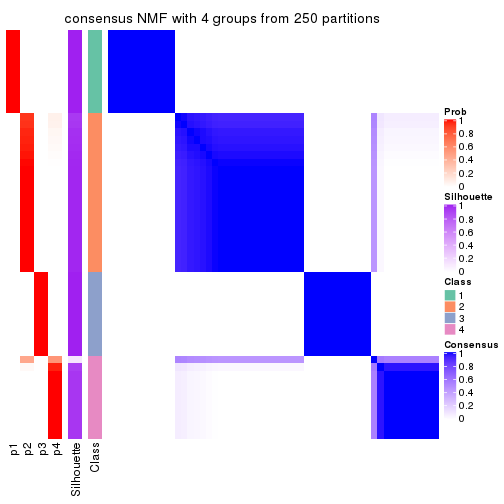 consensus NMF with 4 groups from 250 partitions
Prob
1
0.8
0.6
0.4
0.2
0
Silhouette
1
0.8
0.6
0.4
0.2
0
Class
1
2
3
4
Consensus
1
0.8
0.6
0.4
0.2
0
p1
p2
p3
p4
Silhouette
Class